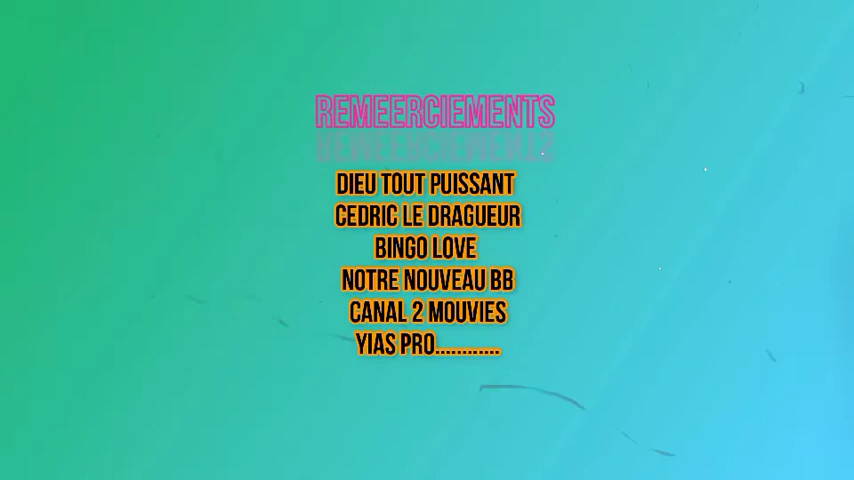 REMEERCIEMENTS
DIEU TOUT PUISSANT
CEDRIC LE DRAGUEUR
BINGO LOVE
NOTRE NOUVEAU BB
CANAL 2 MOUVIES
YIAS PRO............